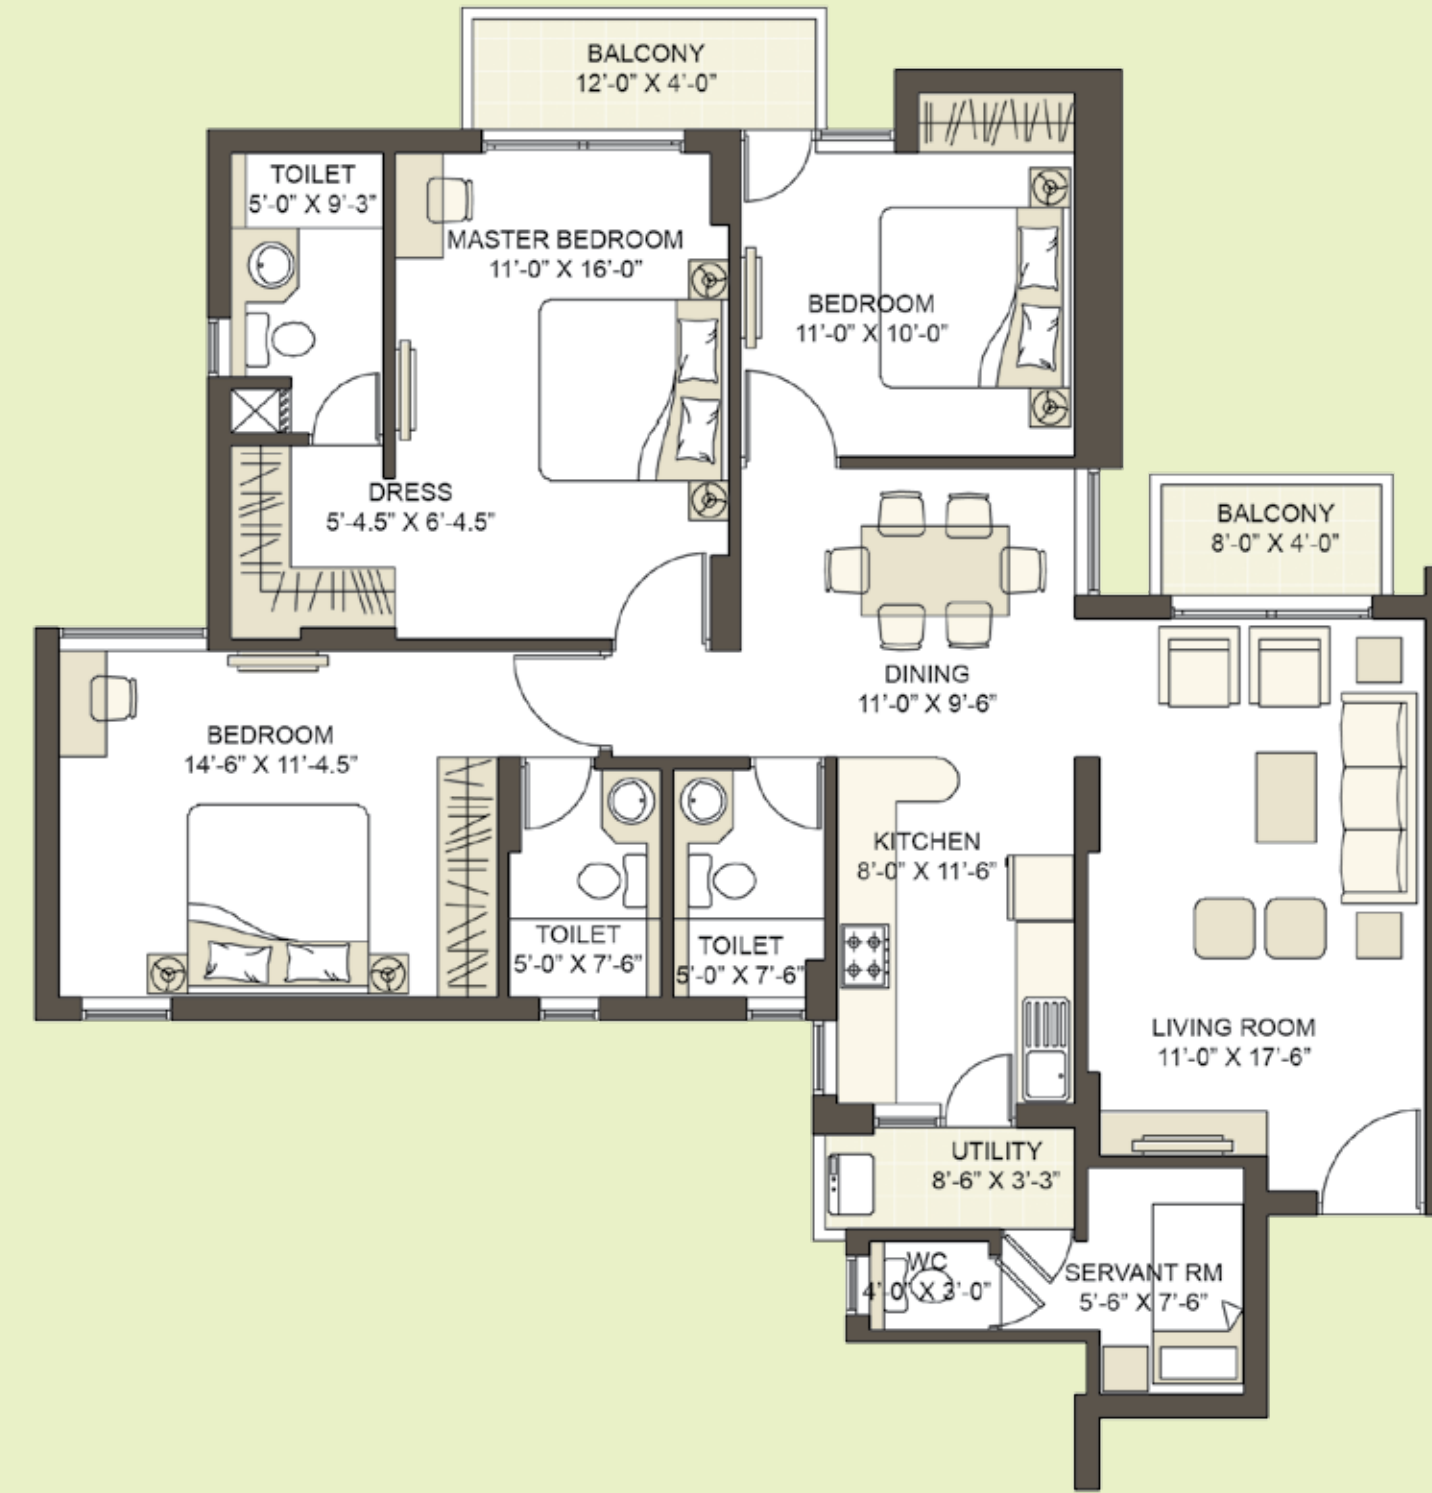 BALCONY
12’-0” X 4’-0”
TOILET
5’-0” X 9’-3”
MASTER BEDROOM
11’-0” X 16’-0”
BEDROOM
11’-0” X 10’-0”
DRESS
5’-4.5” X 6’-4.5”
BALCONY
8’-0” X 4’-0”
DINING
11’-0” X 9’-6”
BEDROOM
14’-6” X 11’-4.5”
KITCHEN
8’-0” X 11’-6”
TOILET
5’-0” X 7’-6”
TOILET
5’-0” X 7’-6”
LIVING ROOM
11’-0” X 17’-6”
UTILITY
8’-6” X 3’-3”
WC
4’-0” X 3’-0”
SERVANT RM
5’-6” X 7’-6”